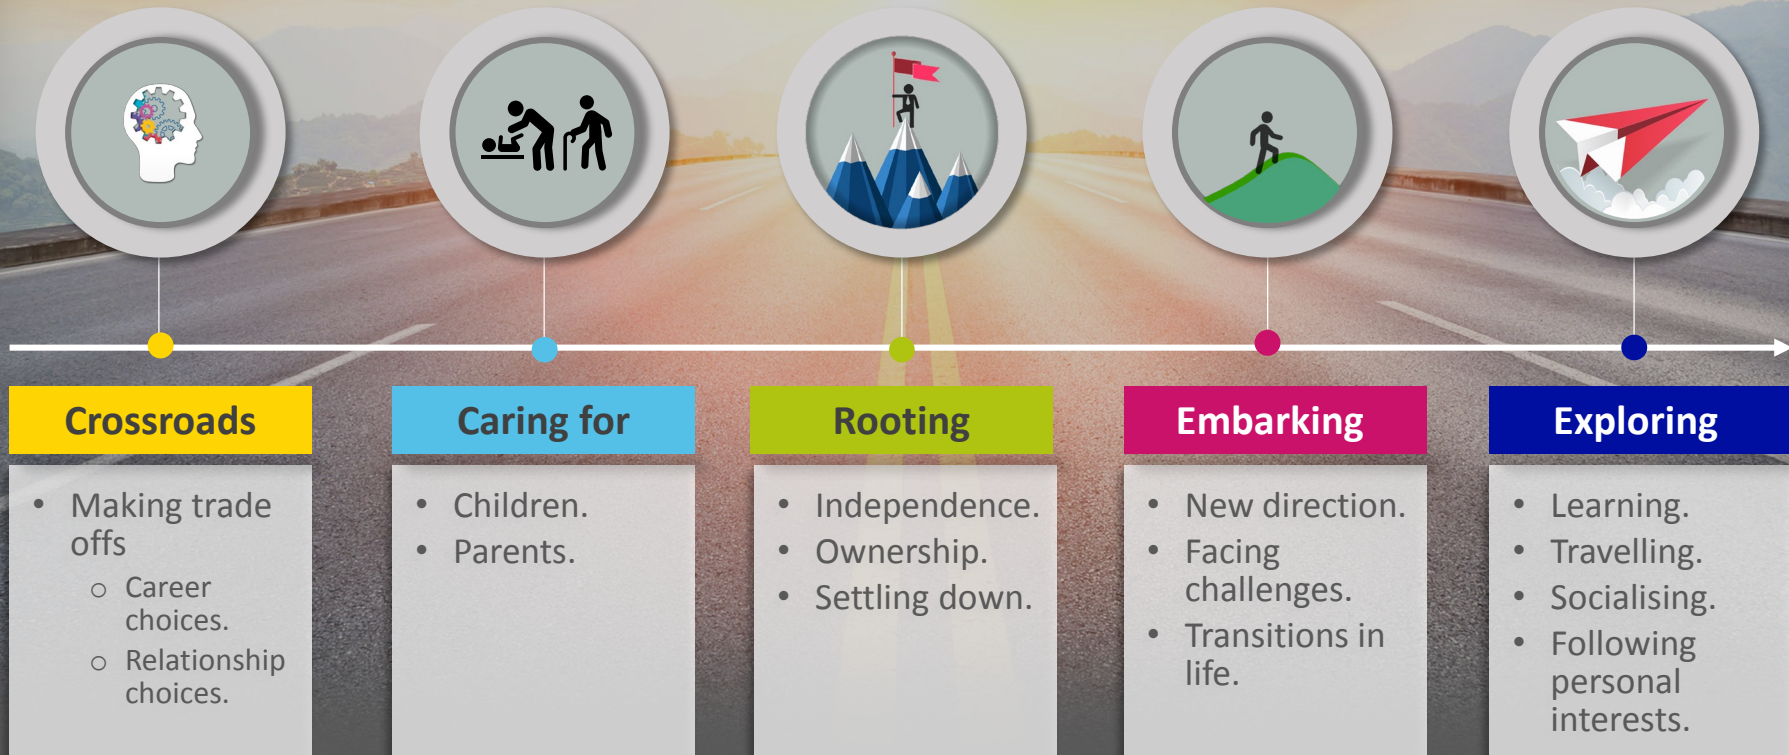 Crossroads
• Making trade
offs
o Career
choices.
o Relationship
choices.
Caring for
• Children.
• Parents.
Rooting
• Independence.
• Ownership.
• Settling down.
Embarking
• New direction.
• Facing
challenges.
• Transitions in
life.
Exploring
• Learning.
• Travelling.
• Socialising.
• Following
personal
interests.